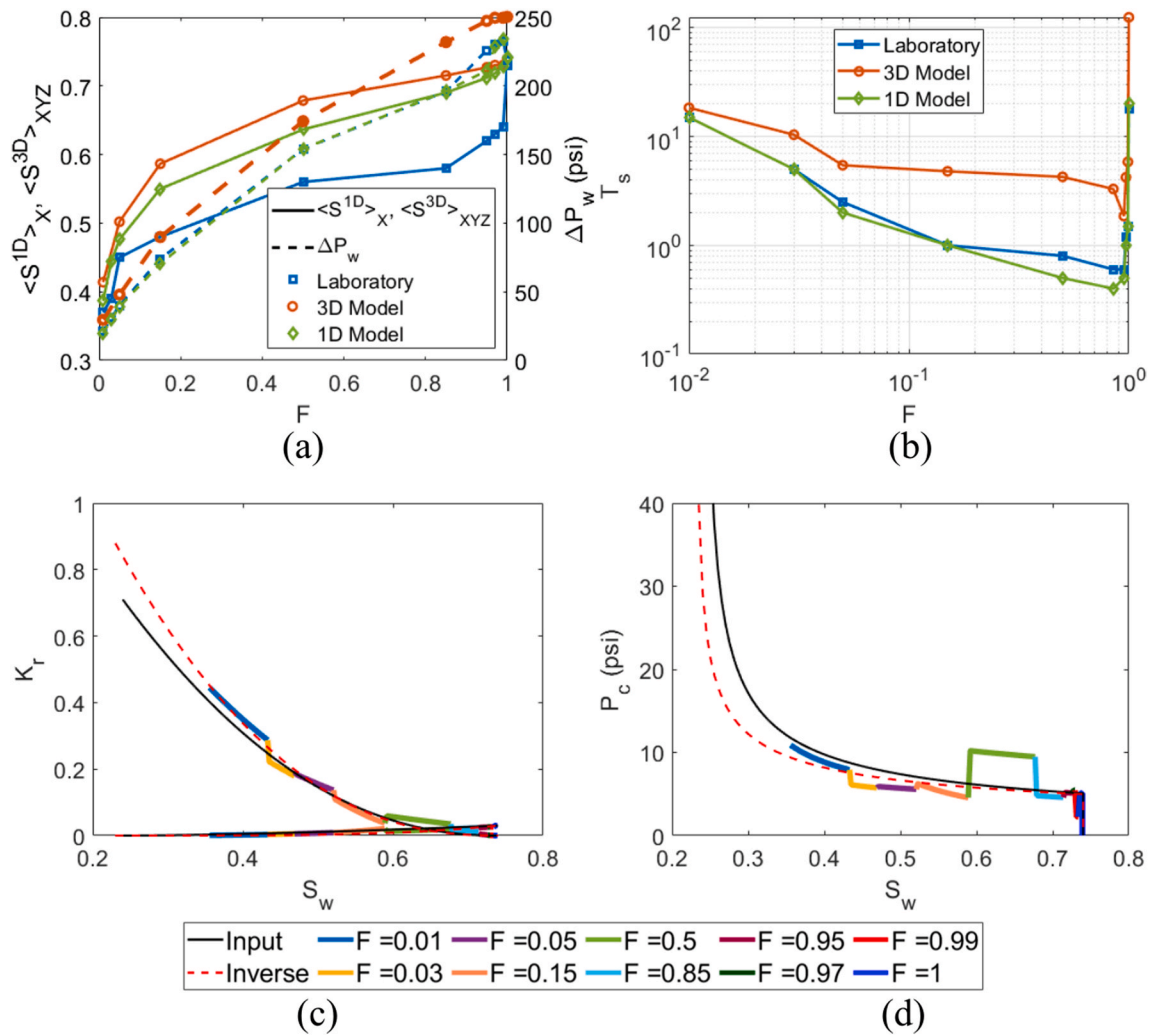 0.8
0.7
0.6
0.5
0.4
0.3
<S^1D>_X, <S^3D>_XYZ
0 0.2 0.4 0.6 0.8 1
F
250
200
150
100
50
0
ΔP_w (psi)
<S^1D>_X, <S^3D>_XYZ
ΔP_w
Laboratory
3D Model
1D Model
(a)
10^2
10^1
10^0
10^-1
T_s
10^-2 10^-1 10^0
F
Laboratory
3D Model
1D Model
(b)
1
0.8
0.6
0.4
0.2
0
K_r
0.2 0.4 0.6 0.8
S_w
40
30
20
10
0
P_c (psi)
0.2 0.3 0.4 0.5 0.6 0.7 0.8
S_w
Input F =0.01 F =0.05 F =0.5 F =0.95 F =0.99
Inverse F =0.03 F =0.15 F =0.85 F =0.97 F =1
(c) (d)